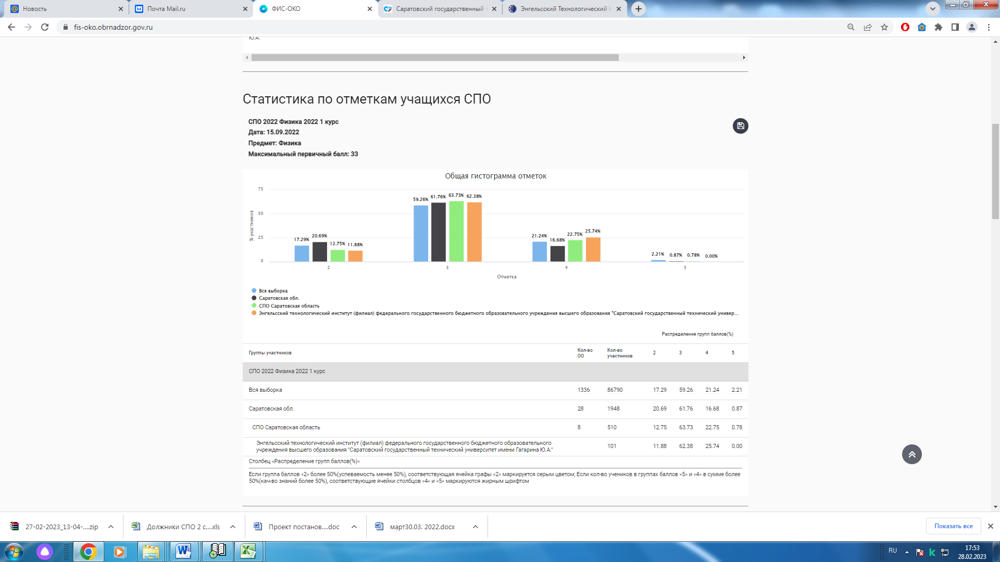 Новость
Почта Mail.ru
ФИС-ОКО
Саратовский государственный т
Энгельсский Технологический И
fis-oko.obrnadzor.gov.ru
Ю.А.
Статистика по отметкам учащихся СПО
СПО 2022 Физика 2022 1 курс
Дата: 15.09.2022
Предмет: Физика
Максимальный первичный балл: 33
Общая гистограмма отметок
% участников
75
50
25
0
17.29% 20.69% 12.75% 11.88%
59.26% 61.76% 63.73% 62.38%
21.24% 16.68% 22.75% 25.74%
2.21% 0.87% 0.78% 0.00%
2 3 4 5
Отметка
Вся выборка
Саратовская обл.
СПО Саратовская область
Энгельсский технологический институт (филиал) федерального государственного бюджетного образовательного учреждения высшего образования "Саратовский государственный технический универ...
Распределение групп баллов(%)
Группы участников Кол-во ОО Кол-во участников 2 3 4 5
СПО 2022 Физика 2022 1 курс
Вся выборка 1336 86790 17.29 59.26 21.24 2.21
Саратовская обл. 28 1948 20.69 61.76 16.68 0.87
СПО Саратовская область 8 510 12.75 63.73 22.75 0.78
Энгельсский технологический институт (филиал) федерального государственного бюджетного образовательного
учреждения высшего образования "Саратовский государственный технический университет имени Гагарина Ю.А." 101 11.88 62.38 25.74 0.00
Столбец «Распределение групп баллов(%)»
Если группа баллов «2» более 50%(успеваемость менее 50%), соответствующая ячейка графы «2» маркируется серым цветом; Если кол-во учеников в группах баллов «5» и «4» в сумме более
50%(кач-во знаний более 50%), соответствующие ячейки столбцов «4» и «5» маркируются жирным шрифтом
27-02-2023_13-04-....zip
Должники СПО 2 с....xls
Проект постанов....doc
март30.03. 2022.docx
Показать все
RU
17:53
28.02.2023